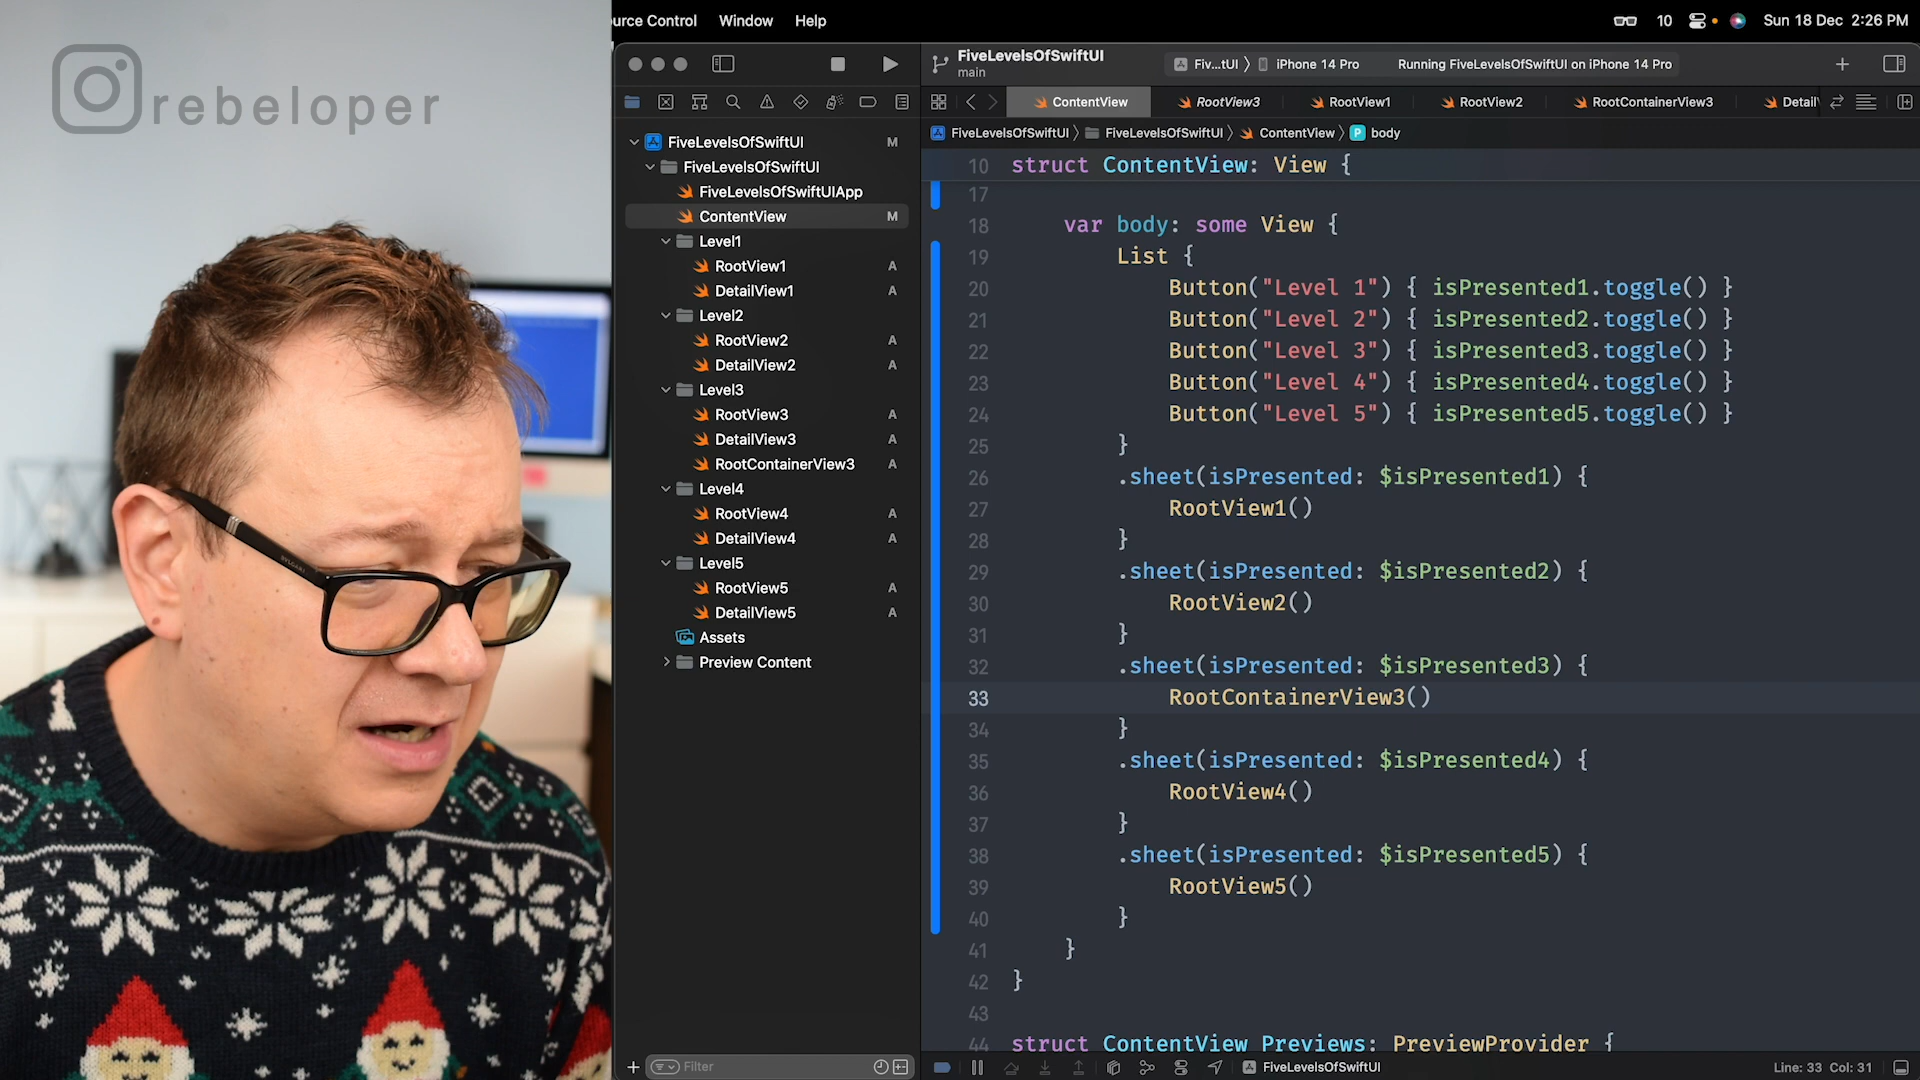 rebeloper
urce Control Window Help
10 Sun 18 Dec 2:26 PM
FiveLevelsOfSwiftUI
main
Fiv...tUI 〉 iPhone 14 Pro
Running FiveLevelsOfSwiftUI on iPhone 14 Pro
ContentView RootView3 RootView1 RootView2 RootContainerView3 Detail
FiveLevelsOfSwiftUI 〉 FiveLevelsOfSwiftUI 〉 ContentView 〉 P body
FiveLevelsOfSwiftUI M
FiveLevelsOfSwiftUI
FiveLevelsOfSwiftUIApp
ContentView M
Level1
RootView1 A
DetailView1 A
Level2
RootView2 A
DetailView2 A
Level3
RootView3 A
DetailView3 A
RootContainerView3 A
Level4
RootView4 A
DetailView4 A
Level5
RootView5 A
DetailView5 A
Assets
Preview Content
Filter
10 struct ContentView: View {
17
18 var body: some View {
19 List {
20 Button("Level 1") { isPresented1.toggle() }
21 Button("Level 2") { isPresented2.toggle() }
22 Button("Level 3") { isPresented3.toggle() }
23 Button("Level 4") { isPresented4.toggle() }
24 Button("Level 5") { isPresented5.toggle() }
25 }
26 .sheet(isPresented: $isPresented1) {
27 RootView1()
28 }
29 .sheet(isPresented: $isPresented2) {
30 RootView2()
31 }
32 .sheet(isPresented: $isPresented3) {
33 RootContainerView3()
34 }
35 .sheet(isPresented: $isPresented4) {
36 RootView4()
37 }
38 .sheet(isPresented: $isPresented5) {
39 RootView5()
40 }
41 }
42 }
43
44 struct ContentView_Previews: PreviewProvider {
FiveLevelsOfSwiftUI
Line: 33 Col: 31